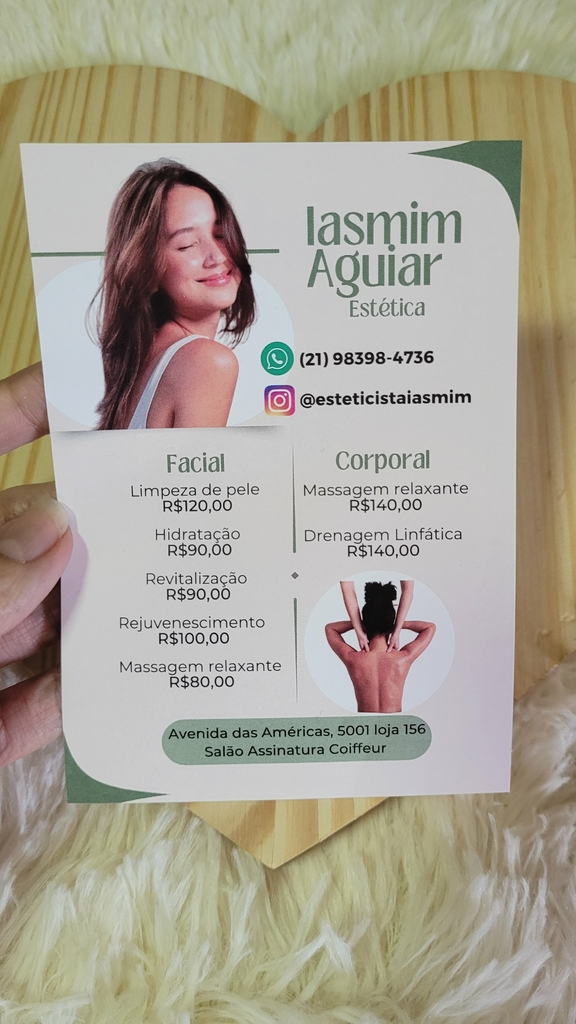 Iasmim
Aguiar
Estética
(21) 98398-4736
@esteticistaiasmim
Facial
Limpeza de pele
R$120,00
Hidratação
R$90,00
Revitalização
R$90,00
Rejuvenescimento
R$100,00
Massagem relaxante
R$80,00
Corporal
Massagem relaxante
R$140,00
Drenagem Linfática
R$140,00
Avenida das Américas, 5001 loja 156
Salão Assinatura Coiffeur